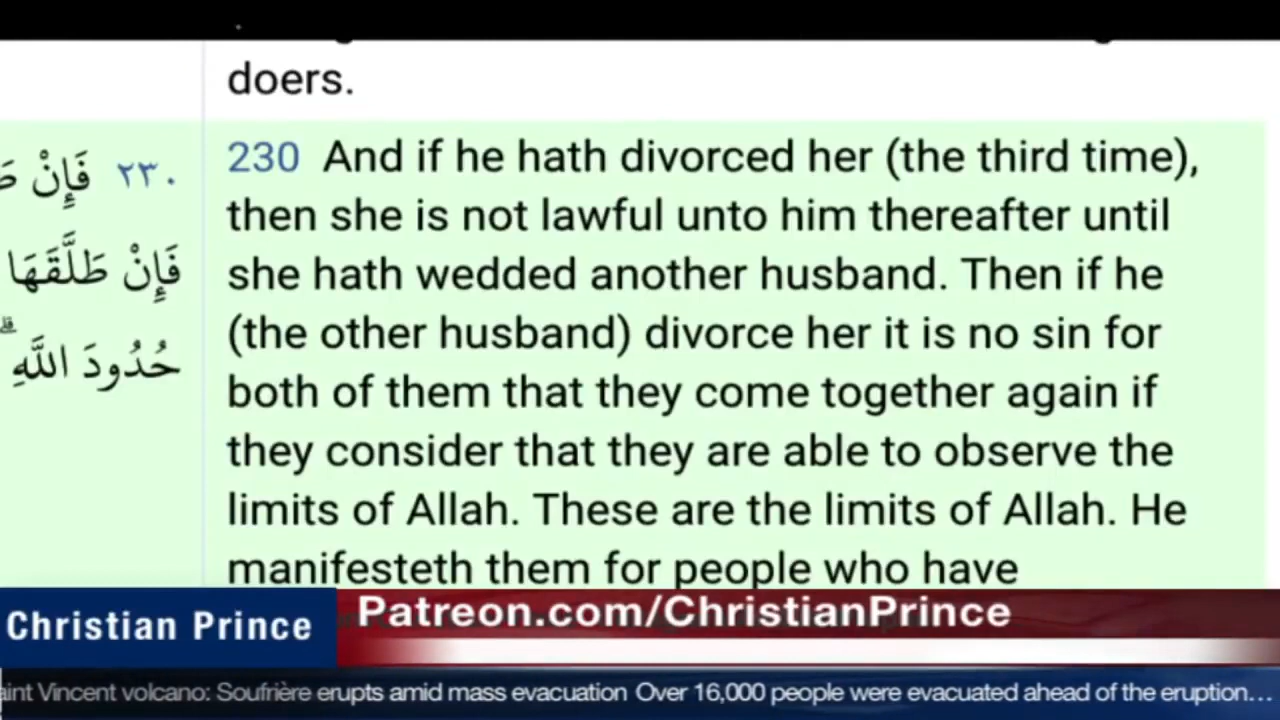 doers.
230 And if he hath divorced her (the third time),
then she is not lawful unto him thereafter until
she hath wedded another husband. Then if he
(the other husband) divorce her it is no sin for
both of them that they come together again if
they consider that they are able to observe the
limits of Allah. These are the limits of Allah. He
manifesteth them for people who have
٢٣٠. فَإِنْ
فَإِنْ طَلَّقَهَا
حُدُودَ اللَّهِ ۗ
Christian Prince
Patreon.com/ChristianPrince
Vincent volcano: Soufrière erupts amid mass evacuation Over 16,000 people were evacuated ahead of the eruption...